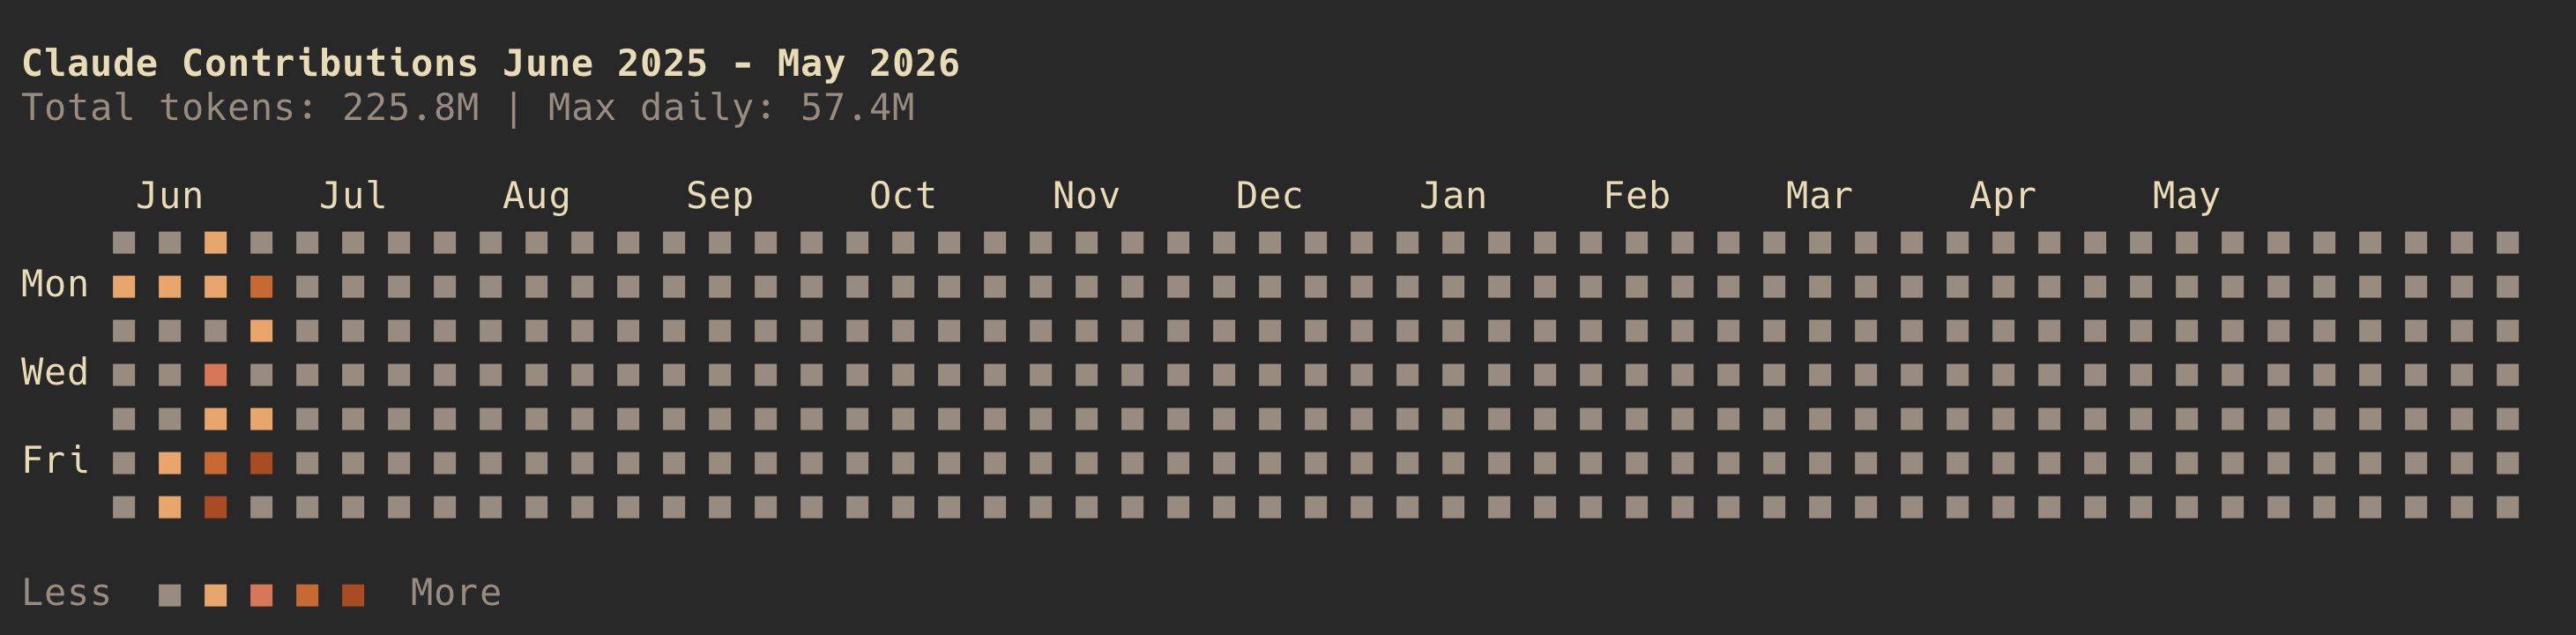 Claude Contributions June 2025 - May 2026
Total tokens: 225.8M | Max daily: 57.4M
Jun Jul Aug Sep Oct Nov Dec Jan Feb Mar Apr May
Mon
Wed
Fri
Less More